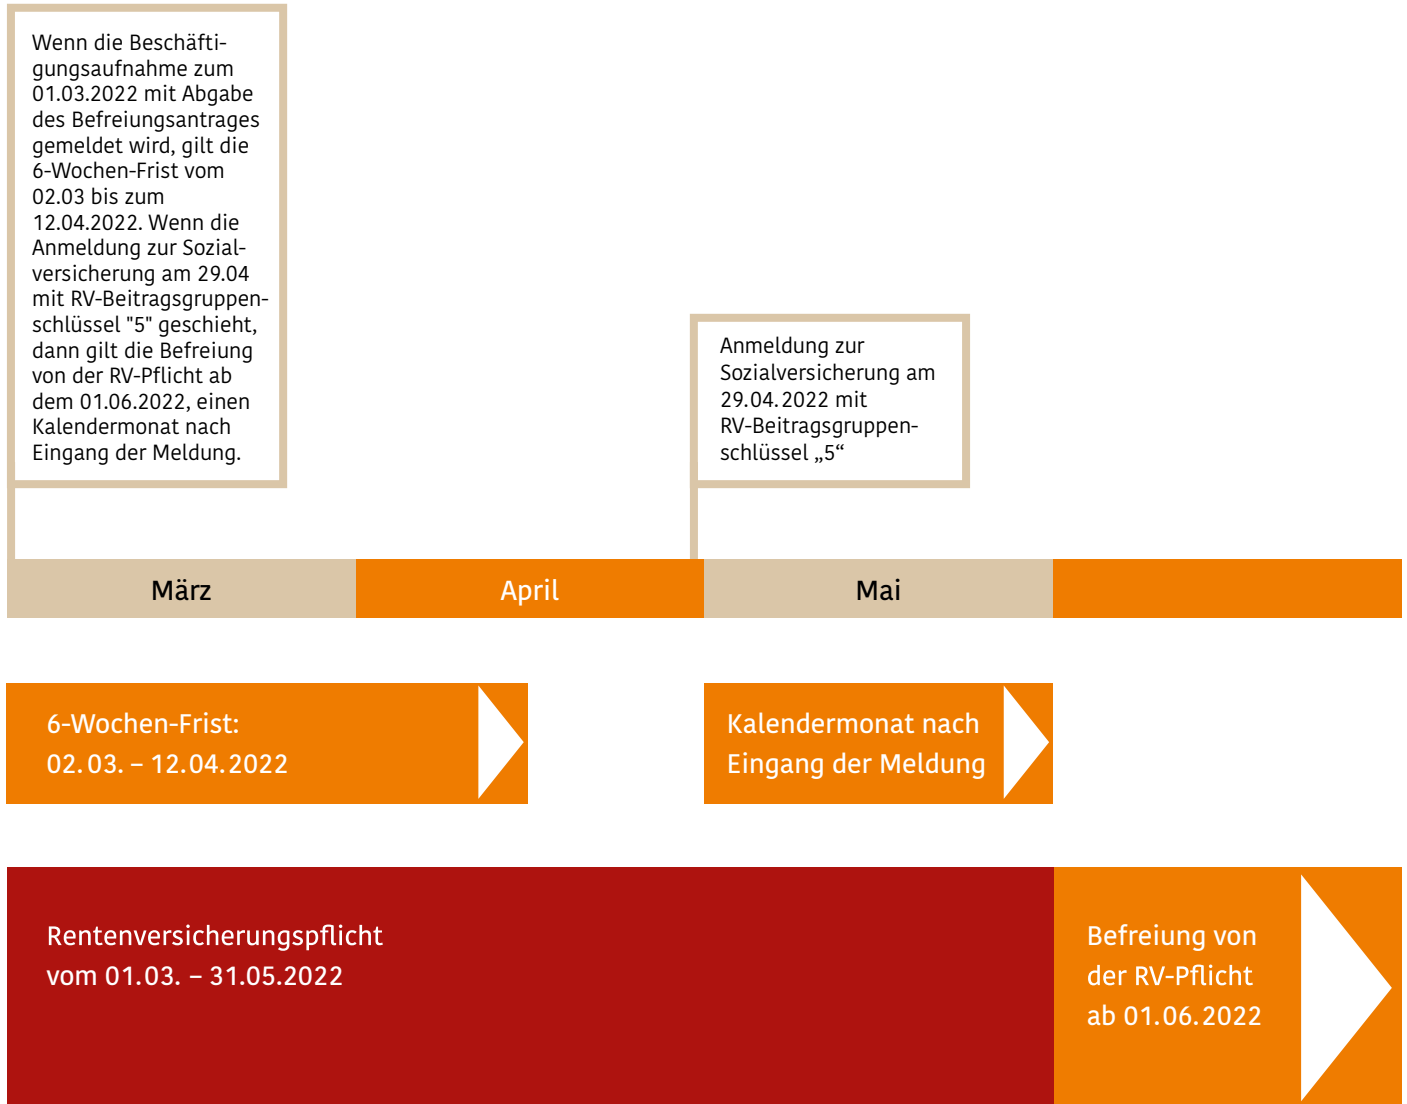 Wenn die Beschäfti-
gungsaufnahme zum
01.03.2022 mit Abgabe
des Befreiungsantrages
gemeldet wird, gilt die
6-Wochen-Frist vom
02.03 bis zum
12.04.2022. Wenn die
Anmeldung zur Sozial-
versicherung am 29.04
mit RV-Beitragsgruppen-
schlüssel "5" geschieht,
dann gilt die Befreiung
von der RV-Pflicht ab
dem 01.06.2022, einen
Kalendermonat nach
Eingang der Meldung.
Anmeldung zur
Sozialversicherung am
29.04.2022 mit
RV-Beitragsgruppen-
schlüssel „5“
März
April
Mai
6-Wochen-Frist:
02.03. – 12.04.2022
Kalendermonat nach
Eingang der Meldung
Rentenversicherungspflicht
vom 01.03. – 31.05.2022
Befreiung von
der RV-Pflicht
ab 01.06.2022